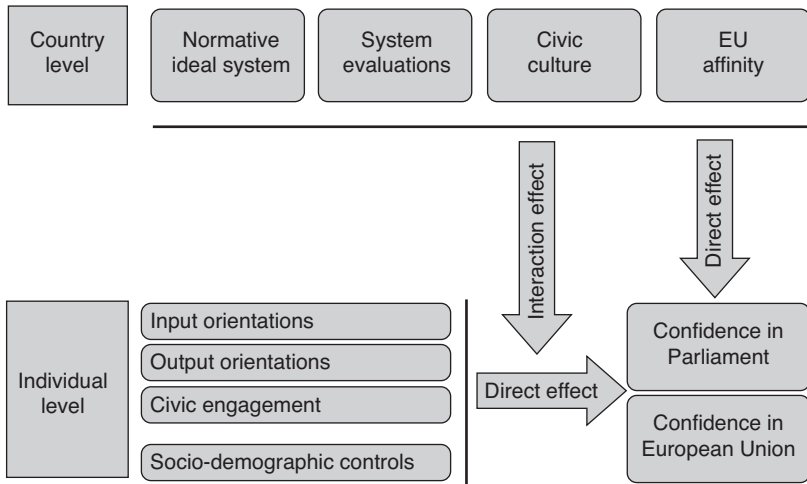 Country
level
Normative
ideal system
System
evaluations
Civic
culture
EU
affinity
Interaction effect
Direct effect
Individual
level
Input orientations
Output orientations
Civic engagement
Socio-demographic controls
Direct effect
Confidence in
Parliament
Confidence in
European Union